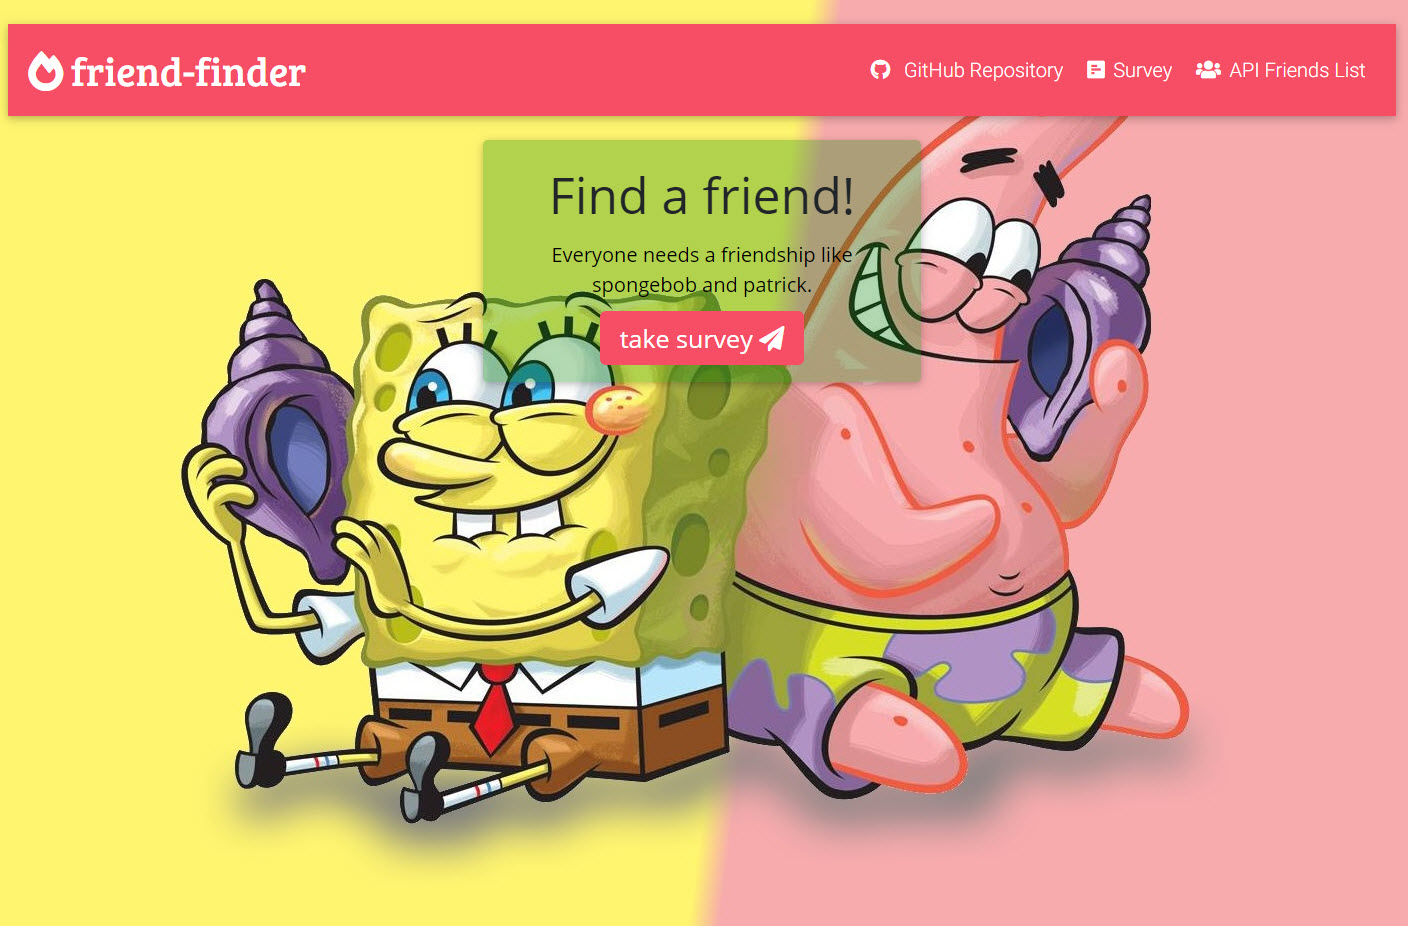 friend-finder
GitHub Repository Survey API Friends List
Find a friend!
Everyone needs a friendship like
spongebob and patrick.
take survey